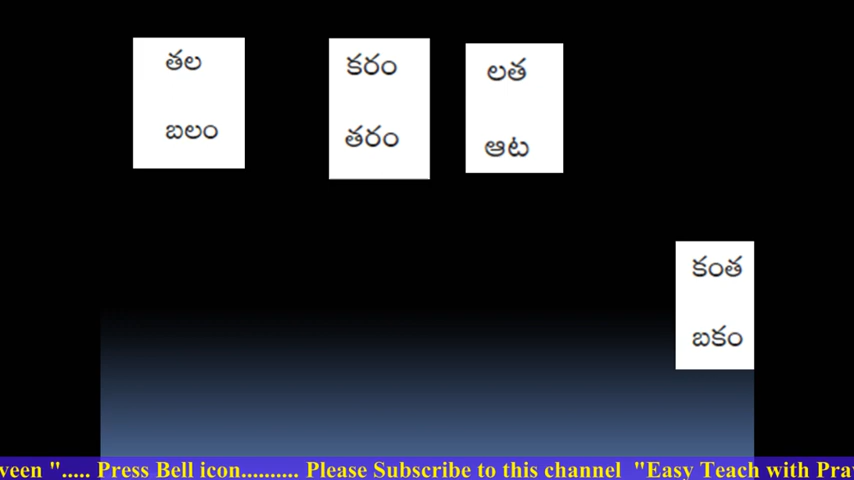 తల
బలం
కరం
తరం
లత
ఆట
కంత
బకం
veen "..... Press Bell icon.......... Please Subscribe to this channel "Easy Teach with Pra